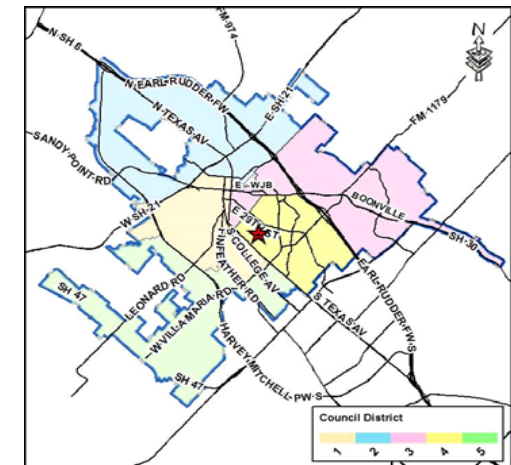 N
N SH 6
FM-974
N EARL-RUDDER-FW
E-SH-21
N-TEXAS-AV
FM-1179
SANDY-POINT-RD
E - WJB
BOONVILLE
W-SH-21
E 29TH ST
SH-30
S COLLEGE-AV
FINFEATHER-RD
EARL-RUDDER-FW-S
SH 47
LEONARD RD
W-VILLA MARIA-RD
S TEXAS-AV
HARVEY-MITCHELL-PW-S
SH 47
Council District
1 2 3 4 5